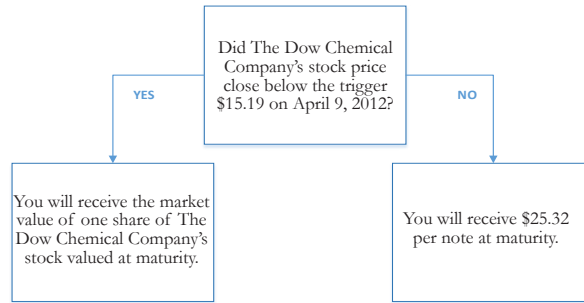 Did The Dow Chemical
Company's stock price
close below the trigger
$15.19 on April 9, 2012?
YES
NO
You will receive the market
value of one share of The
Dow Chemical Company's
stock valued at maturity.
You will receive $25.32
per note at maturity.